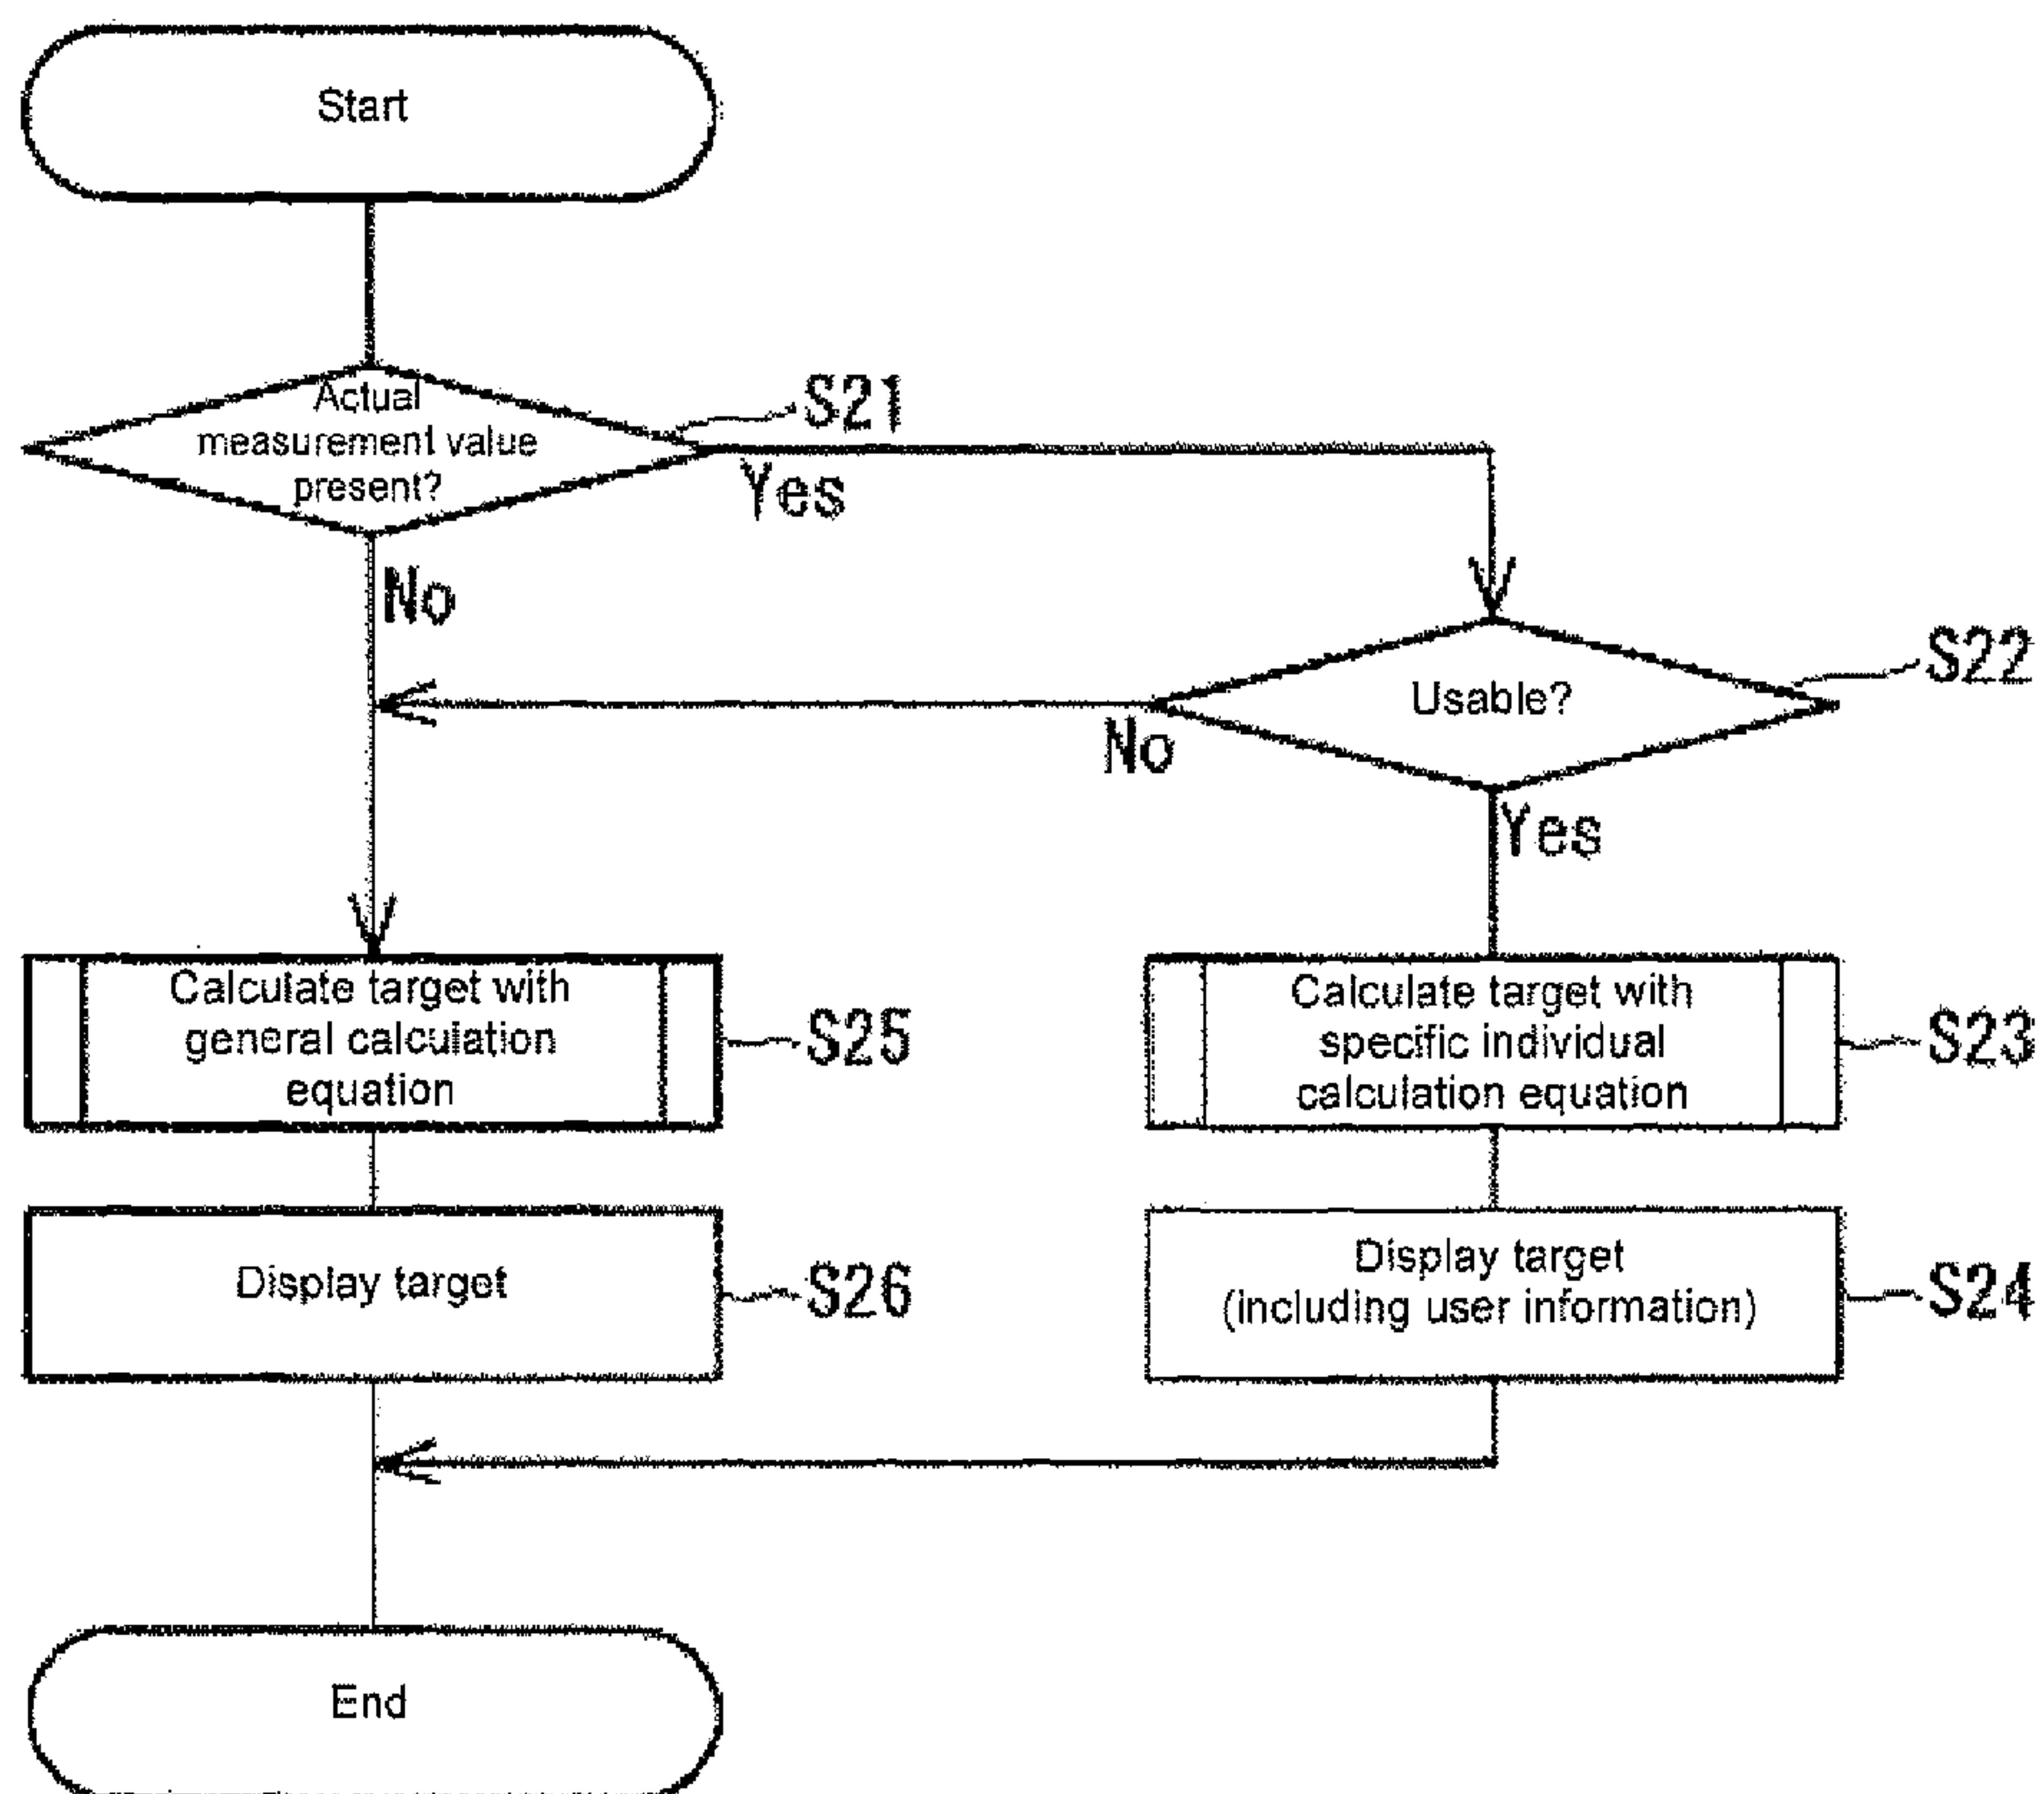 Start
Actual
measurement value
present?
S21
Yes
No
Usable?
S22
No
Yes
Calculate target with
general calculation
equation
S25
Calculate target with
specific individual
calculation equation
S23
Display target
S26
Display target
(including user information)
S24
End